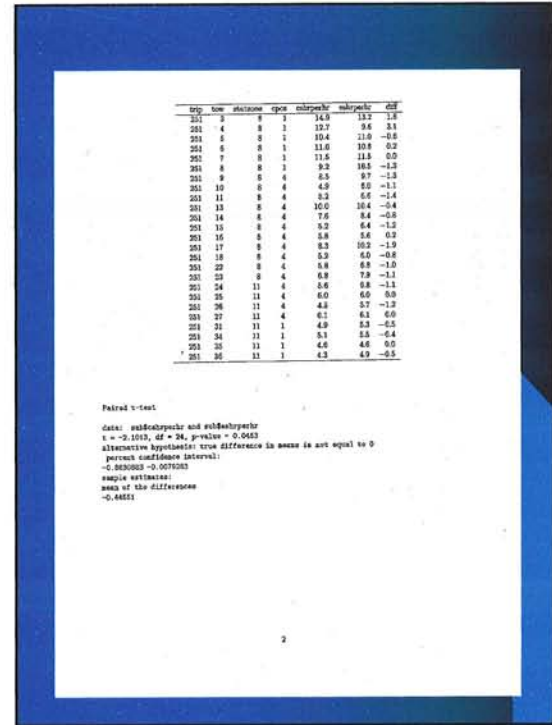 trip tow statzone cpos cshrperhr eshrperhr diff
251 3 8 1 14.9 13.2 1.8
251 4 8 1 12.7 9.6 3.1
251 5 8 1 10.4 11.0 −0.6
251 6 8 1 11.0 10.8 0.2
251 7 8 1 11.5 11.5 0.0
251 8 8 1 9.2 10.5 −1.3
251 9 8 4 8.5 9.7 −1.3
251 10 8 4 4.9 6.0 −1.1
251 11 8 4 5.2 6.6 −1.4
251 13 8 4 10.0 10.4 −0.4
251 14 8 4 7.6 8.4 −0.8
251 15 8 4 5.2 6.4 −1.2
251 16 8 4 5.8 5.6 0.2
251 17 8 4 8.3 10.2 −1.9
251 18 8 4 5.2 6.0 −0.8
251 22 8 4 5.8 6.8 −1.0
251 23 8 4 6.8 7.9 −1.1
251 24 11 4 5.6 6.8 −1.1
251 25 11 4 6.0 6.0 0.0
251 26 11 4 4.5 5.7 −1.2
251 27 11 4 6.1 6.1 0.0
251 31 11 1 4.9 5.3 −0.5
251 34 11 1 5.1 5.5 −0.4
251 35 11 1 4.6 4.6 0.0
251 36 11 1 4.3 4.9 −0.5
Paired t-test
data: sub$cshrperhr and sub$eshrperhr
t = -2.1013, df = 24, p-value = 0.0463
alternative hypothesis: true difference in means is not equal to 0
percent confidence interval:
sample estimates:
mean of the differences
2